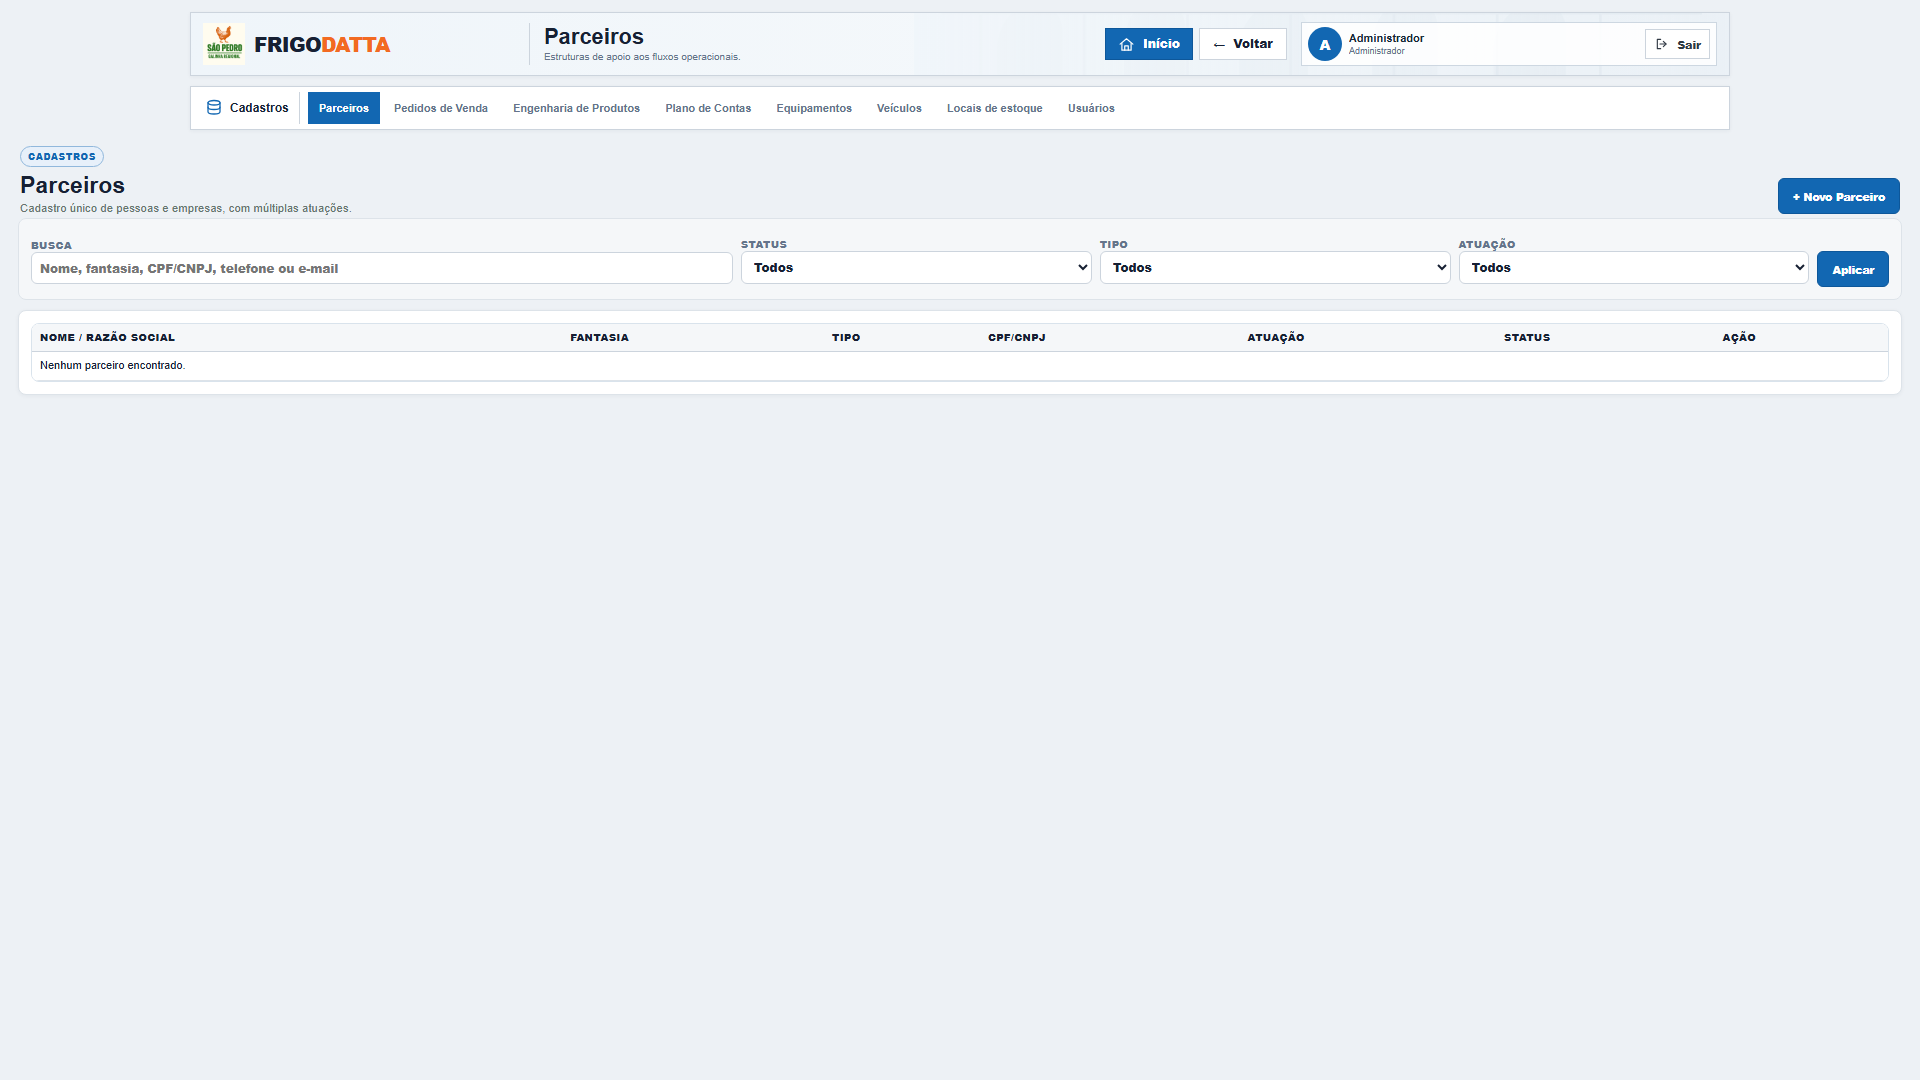 SÃO PEDRO
GALINHA REGIONAL
FRIGODATTA
Parceiros
Estruturas de apoio aos fluxos operacionais.
Início
← Voltar
A
Administrador
Administrador
Sair
Cadastros
Parceiros
Pedidos de Venda
Engenharia de Produtos
Plano de Contas
Equipamentos
Veículos
Locais de estoque
Usuários
CADASTROS
Parceiros
Cadastro único de pessoas e empresas, com múltiplas atuações.
+ Novo Parceiro
BUSCA
Nome, fantasia, CPF/CNPJ, telefone ou e-mail
STATUS
Todos
TIPO
Todos
ATUAÇÃO
Todos
Aplicar
NOME / RAZÃO SOCIAL FANTASIA TIPO CPF/CNPJ ATUAÇÃO STATUS AÇÃO
Nenhum parceiro encontrado.